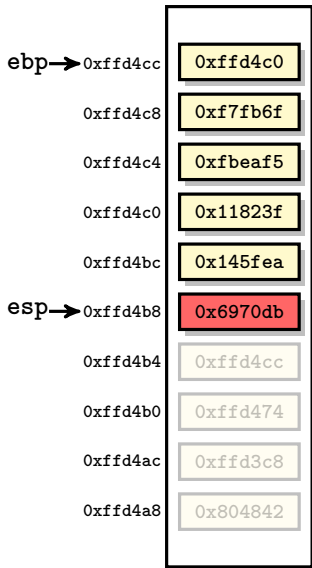 ebp 0xffd4cc 0xffd4c0
0xffd4c8 0xf7fb6f
0xffd4c4 0xfbeaf5
0xffd4c0 0x11823f
0xffd4bc 0x145fea
esp 0xffd4b8 0x6970db
0xffd4b4 0xffd4cc
0xffd4b0 0xffd474
0xffd4ac 0xffd3c8
0xffd4a8 0x804842